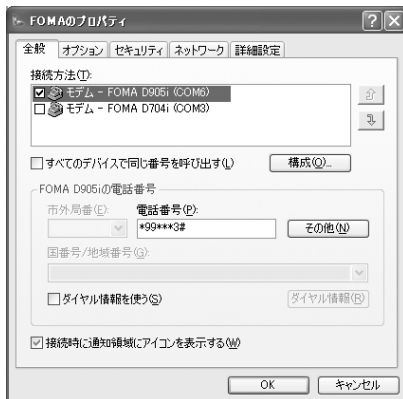 FOMAのプロパティ
全般 オプション セキュリティ ネットワーク 詳細設定
接続方法(T):
モデム - FOMA D905i (COM6)
モデム - FOMA D704i (COM3)
すべてのデバイスで同じ番号を呼び出す(L) 構成(O)...
FOMA D905iの電話番号
市外局番(E): 電話番号(P):
*99***3# その他(N)
国番号/地域番号(G):
ダイヤル情報を使う(S) ダイヤル情報(R)
接続時に通知領域にアイコンを表示する(W)
OK キャンセル